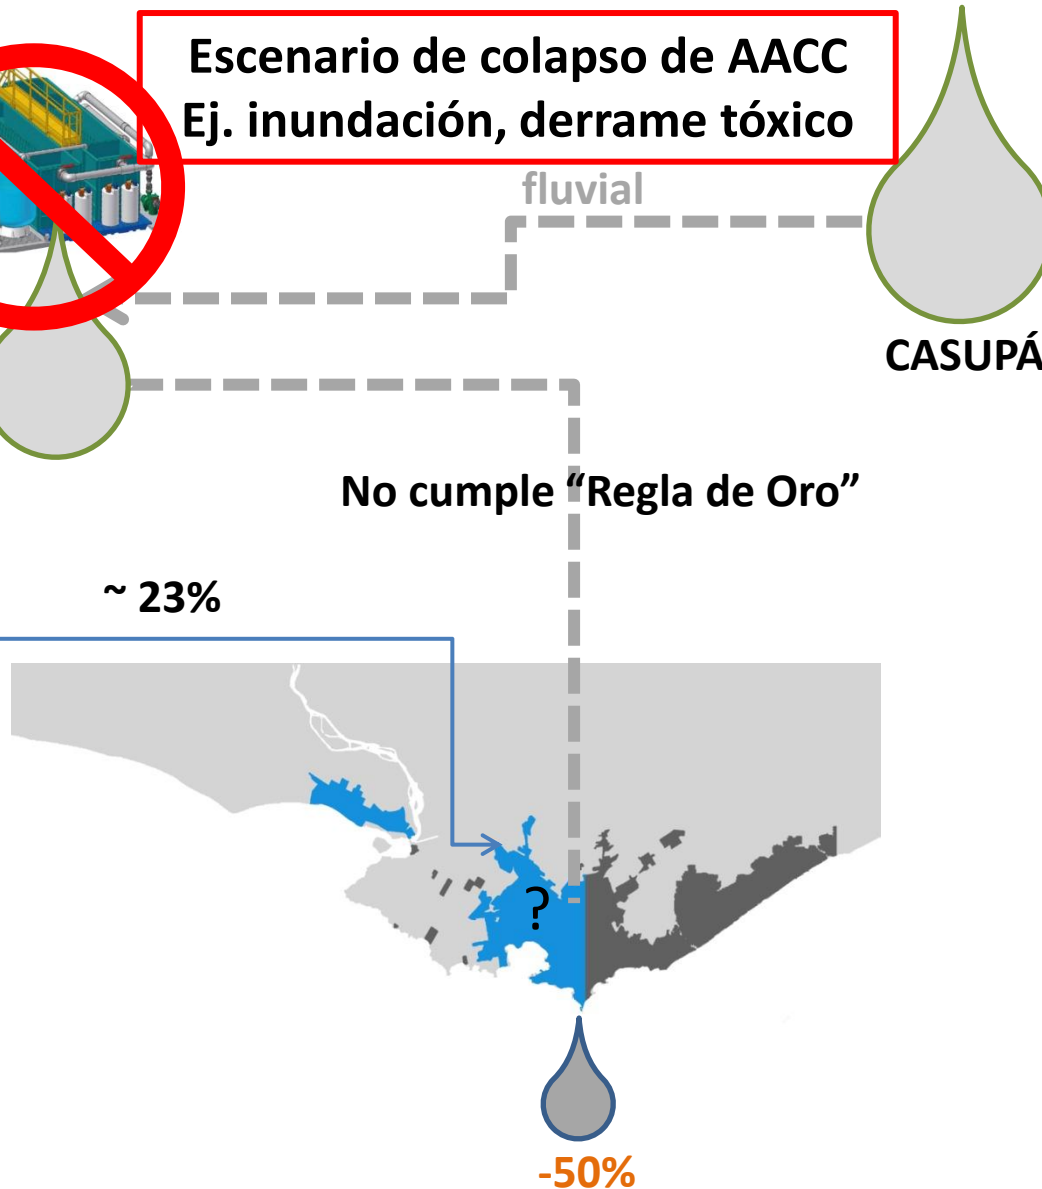 Escenario de colapso de AACC
Ej. inundación, derrame tóxico
fluvial
CASUPÁ
No cumple “Regla de Oro”
~ 23%
?
-50%